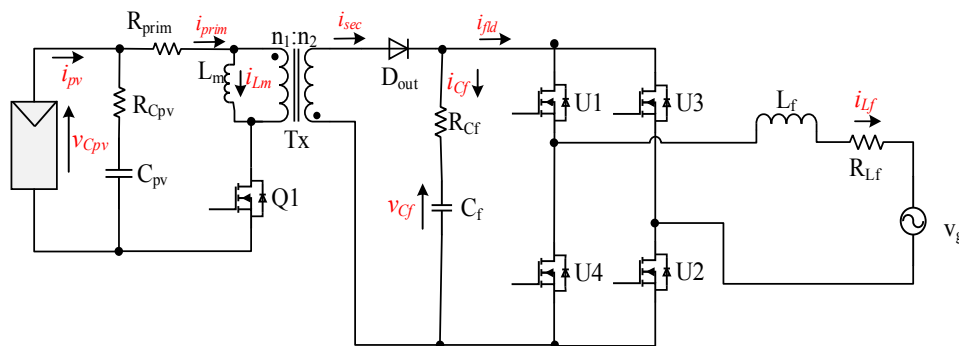 R_prim i_prim n1:n2 i_sec i_fld
i_pv L_m i_Lm D_out i_Cf U1 U3 L_f i_Lf
R_Cpv R_Cf
v_Cpv Tx R_Lf
C_pv Q1 v_Cf C_f v_g
U4 U2